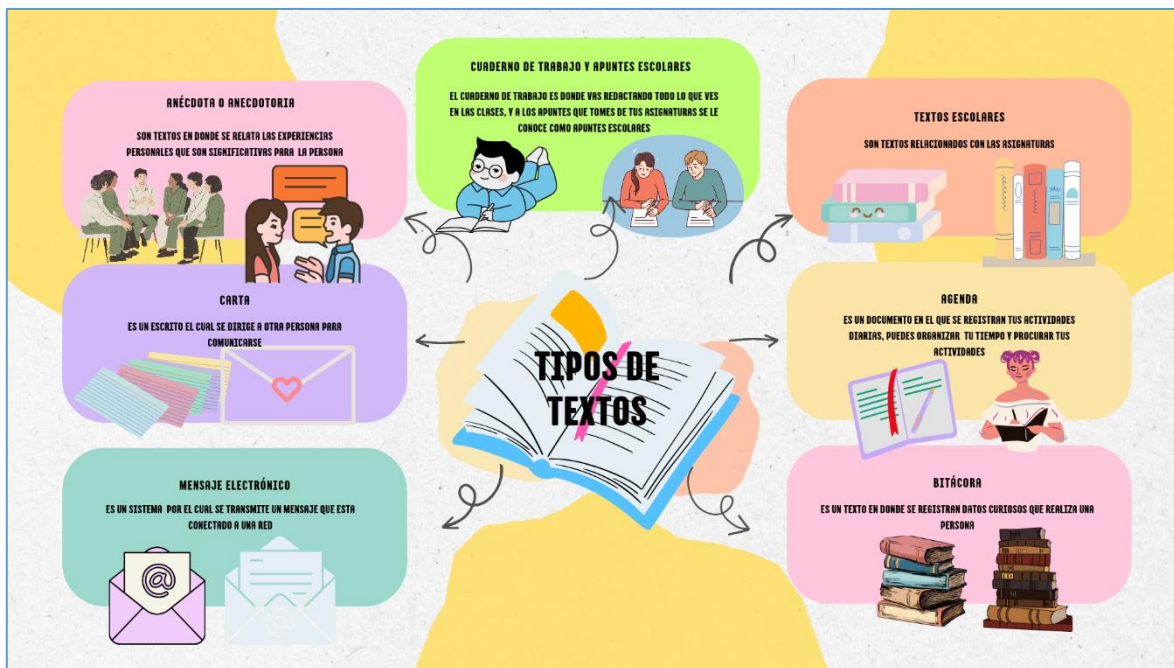 CUADERNO DE TRABAJO Y APUNTES ESCOLARES
EL CUADERNO DE TRABAJO ES DONDE VAS REDACTANDO TODO LO QUE VES
EN LAS CLASES, Y A LOS APUNTES QUE TOMES DE TUS ASIGNATURAS SE LE
CONOCE COMO APUNTES ESCOLARES
ANÉCDOTA O ANECDOTORIA
SON TEXTOS EN DONDE SE RELATA LAS EXPERIENCIAS
PERSONALES QUE SON SIGNIFICATIVAS PARA LA PERSONA
TEXTOS ESCOLARES
SON TEXTOS RELACIONADOS CON LAS ASIGNATURAS
CARTA
ES UN ESCRITO EL CUAL SE DIRIGE A OTRA PERSONA PARA
COMUNICARSE
AGENDA
ES UN DOCUMENTO EN EL QUE SE REGISTRAN TUS ACTIVIDADES
DIARIAS, PUEDES ORGANIZAR TU TIEMPO Y PROCURAR TUS
ACTIVIDADES
TIPOS DE
TEXTOS
MENSAJE ELECTRÓNICO
ES UN SISTEMA POR EL CUAL SE TRANSMITE UN MENSAJE QUE ESTA
CONECTADO A UNA RED
@
BITÁCORA
ES UN TEXTO EN DONDE SE REGISTRAN DATOS CURIOSOS QUE REALIZA UNA
PERSONA